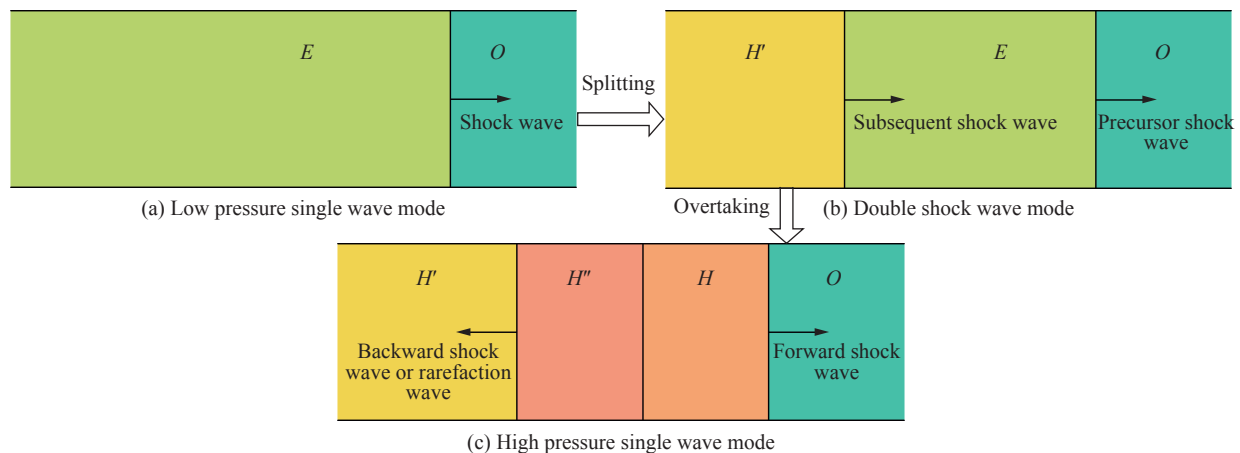 E
O
Shock wave
(a) Low pressure single wave mode
Splitting
H′
E
O
Subsequent shock wave
Precursor shock
wave
(b) Double shock wave mode
Overtaking
H′
H″
H
O
Backward shock
wave or rarefaction
wave
Forward shock
wave
(c) High pressure single wave mode